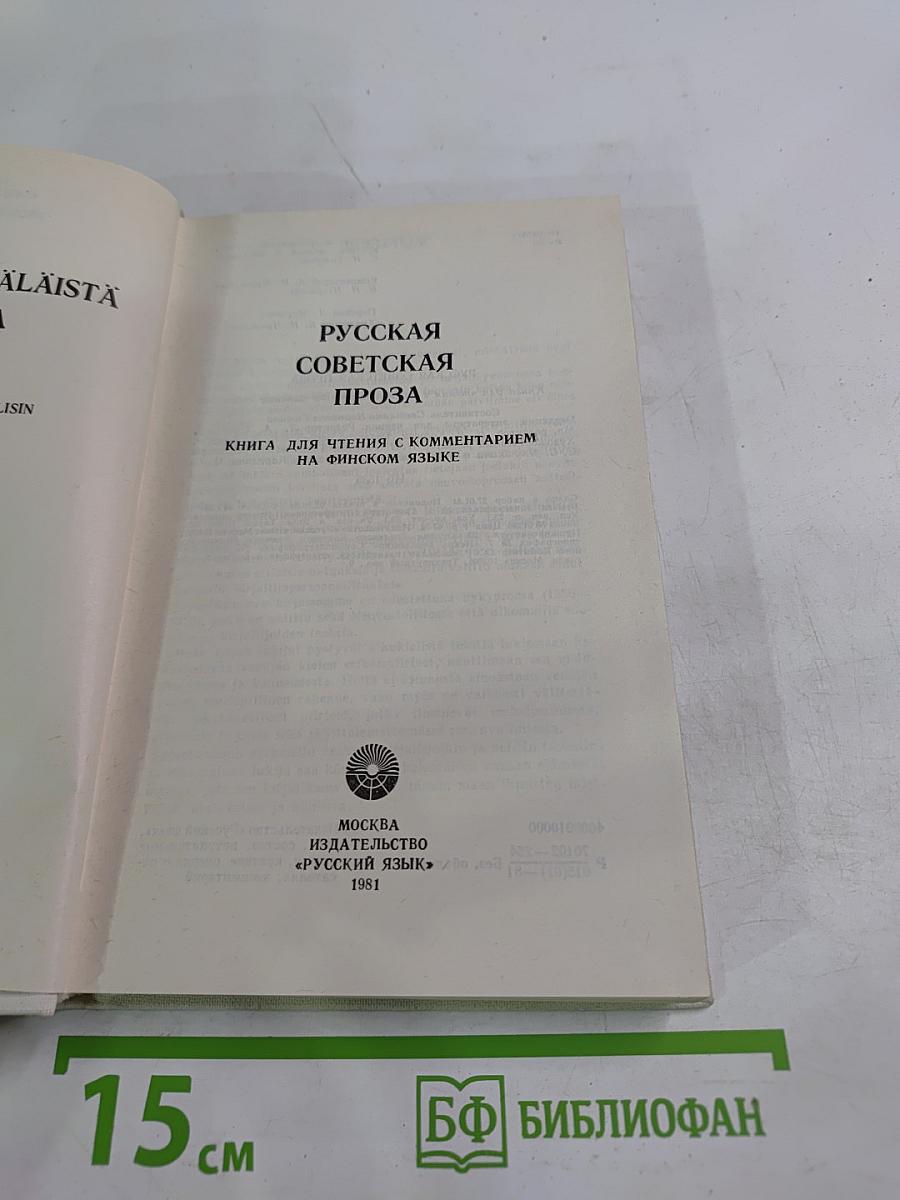 ÄLÄISTÄ
A
LISIN
РУССКАЯ
СОВЕТСКАЯ
ПРОЗА
КНИГА ДЛЯ ЧТЕНИЯ С КОММЕНТАРИЕМ
НА ФИНСКОМ ЯЗЫКЕ
МОСКВА
ИЗДАТЕЛЬСТВО
«РУССКИЙ ЯЗЫК»
1981
15 см
БФ БИБЛИОФАН